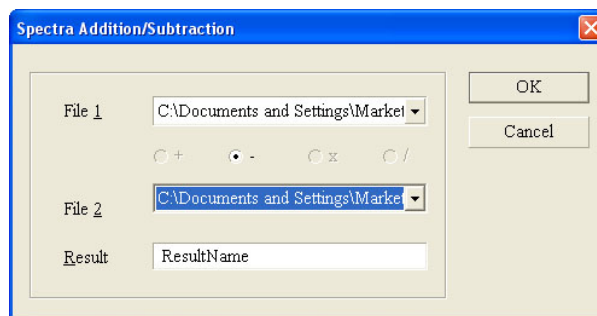 Spectra Addition/Subtraction
File 1
C:\Documents and Settings\Market
OK
Cancel
+ - x /
File 2
C:\Documents and Settings\Market
Result
ResultName